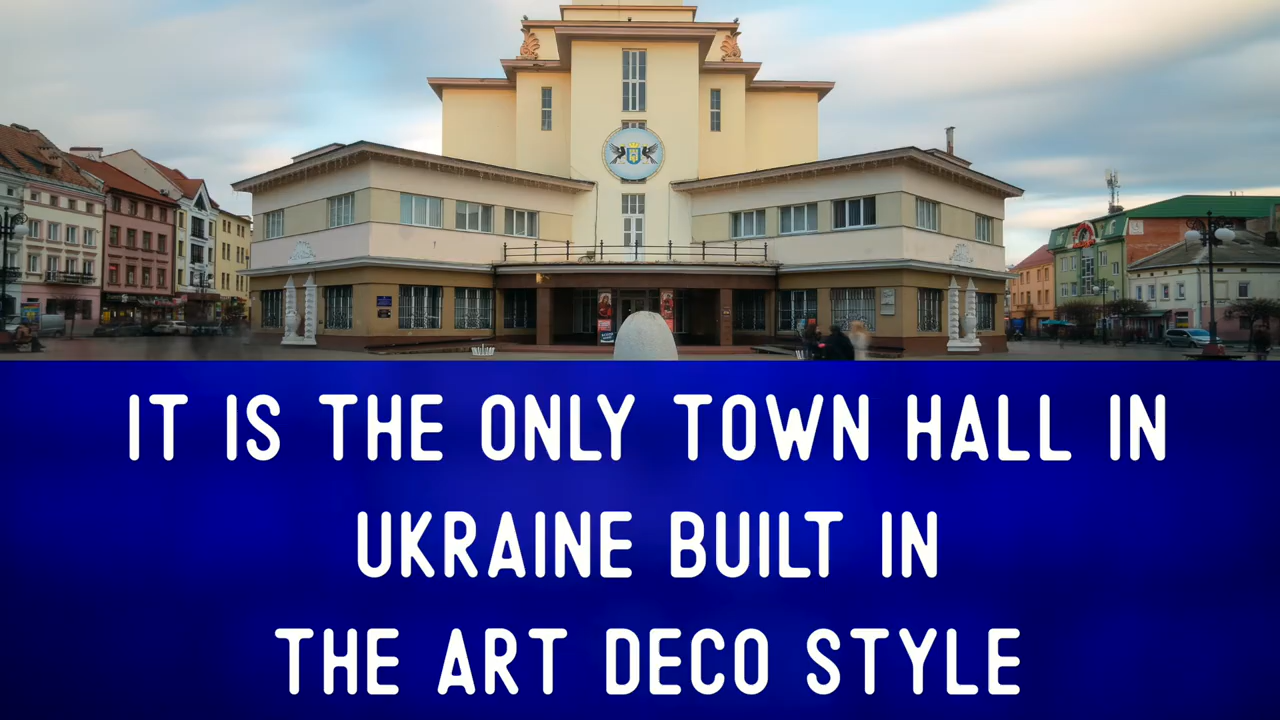 IT IS THE ONLY TOWN HALL IN
UKRAINE BUILT IN
THE ART DECO STYLE